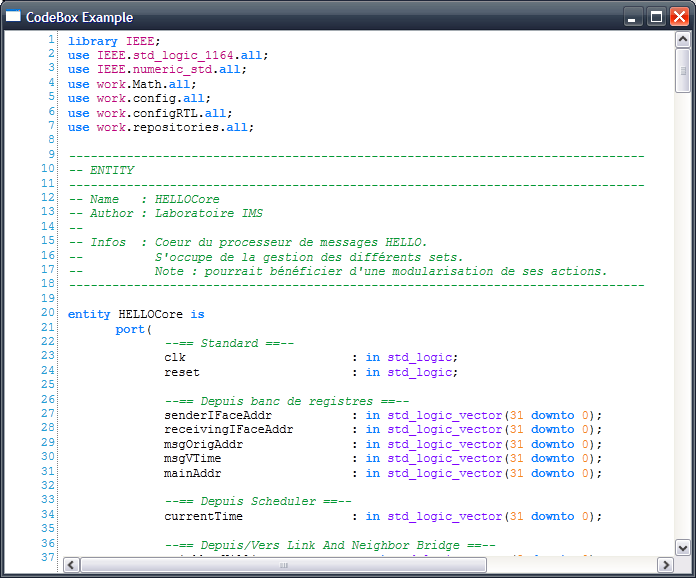 CodeBox Example
1 library IEEE;
2 use IEEE.std_logic_1164.all;
3 use IEEE.numeric_std.all;
4 use work.Math.all;
5 use work.config.all;
6 use work.configRTL.all;
7 use work.repositories.all;
8
9 --------------------------------------------------------------------------------
10 -- ENTITY
11 --------------------------------------------------------------------------------
12 -- Name   : HELLOCore
13 -- Author : Laboratoire IMS
14 --
15 -- Infos  : Coeur du processeur de messages HELLO.
16 --          S'occupe de la gestion des différents sets.
17 --          Note : pourrait bénéficier d'une modularisation de ses actions.
18 --------------------------------------------------------------------------------
19
20 entity HELLOCore is
21 port(
22 --== Standard ==--
23 clk : in std_logic;
24 reset : in std_logic;
25
26 --== Depuis banc de registres ==--
27 senderIFaceAddr : in std_logic_vector(31 downto 0);
28 receivingIFaceAddr : in std_logic_vector(31 downto 0);
29 msgOrigAddr : in std_logic_vector(31 downto 0);
30 msgVTime : in std_logic_vector(31 downto 0);
31 mainAddr : in std_logic_vector(31 downto 0);
32
33 --== Depuis Scheduler ==--
34 currentTime : in std_logic_vector(31 downto 0);
35
36 --== Depuis/Vers Link And Neighbor Bridge ==--
37